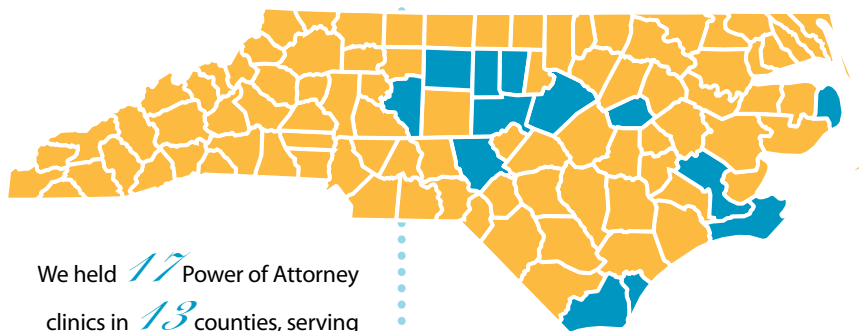 We held 17 Power of Attorney
clinics in 13 counties, serving